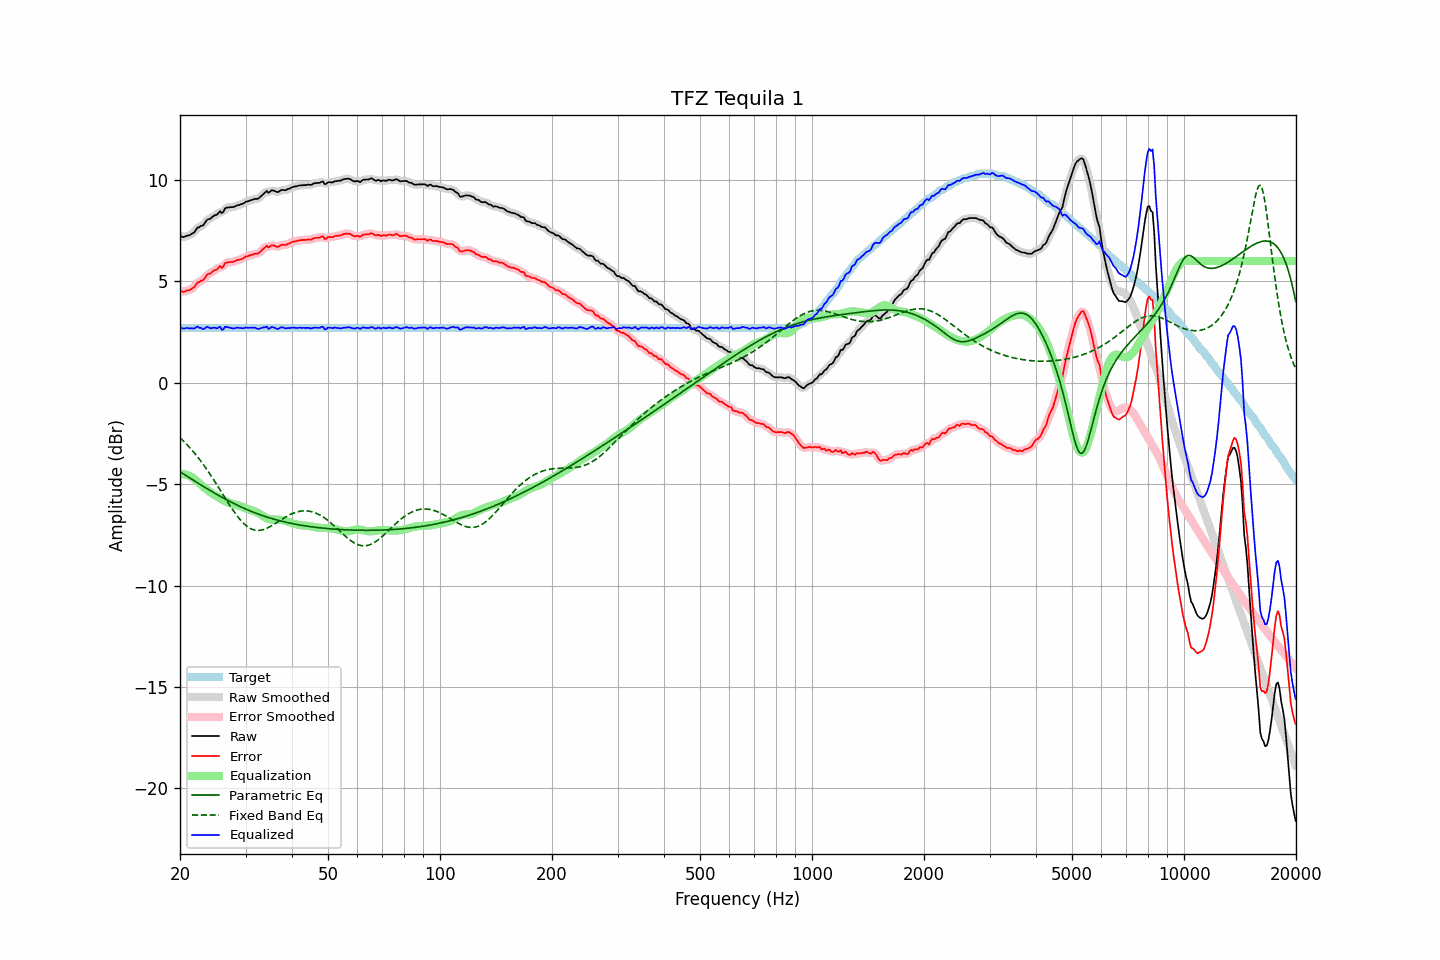 TFZ Tequila 1
Amplitude (dBr)
10
5
0
−5
−10
−15
−20
Target
Raw Smoothed
Error Smoothed
Raw
Error
Equalization
Parametric Eq
Fixed Band Eq
Equalized
20 50 100 200 500 1000 2000 5000 10000 20000
Frequency (Hz)